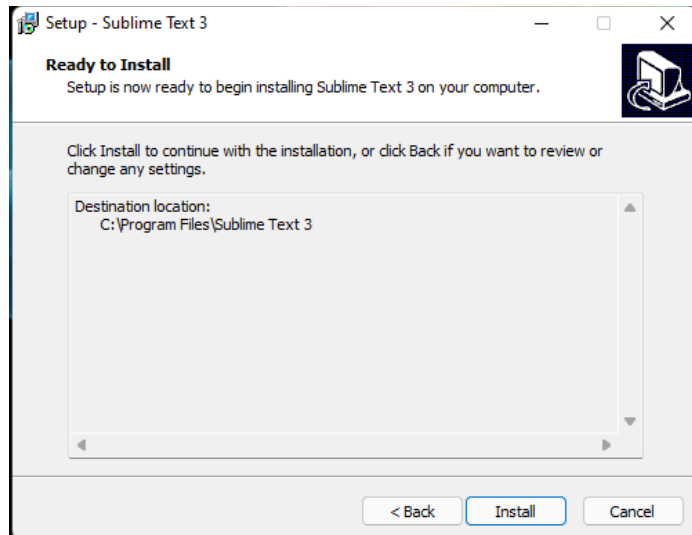 Setup - Sublime Text 3
Ready to Install
Setup is now ready to begin installing Sublime Text 3 on your computer.
Click Install to continue with the installation, or click Back if you want to review or
change any settings.
Destination location:
C:\Program Files\Sublime Text 3
< Back
Install
Cancel